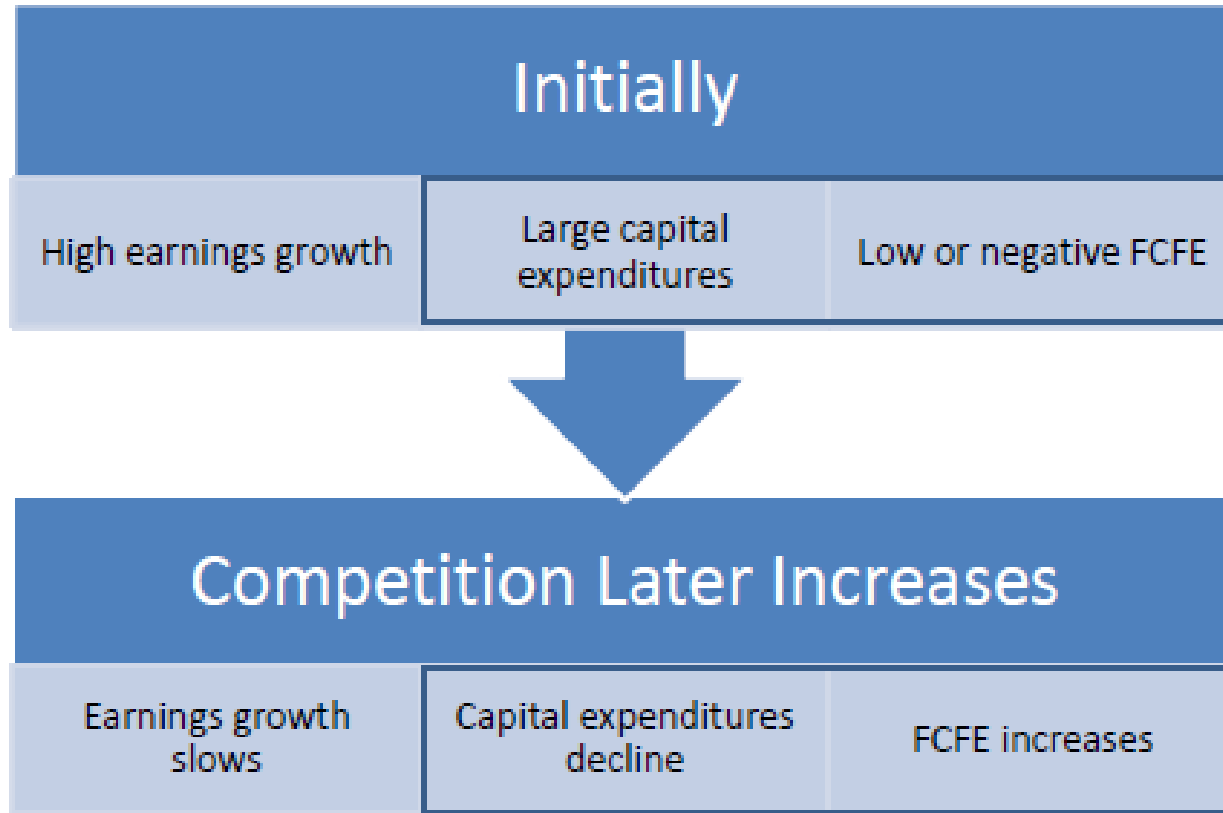 Initially
High earnings growth
Large capital
expenditures
Low or negative FCFE
Competition Later Increases
Earnings growth
slows
Capital expenditures
decline
FCFE increases